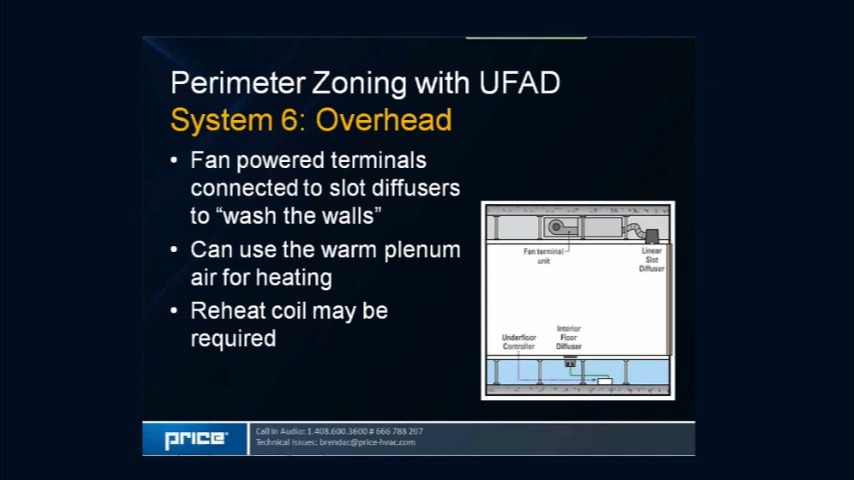 Perimeter Zoning with UFAD
System 6: Overhead
• Fan powered terminals
connected to slot diffusers
to “wash the walls”
• Can use the warm plenum
air for heating
• Reheat coil may be
required
Fan terminal
unit
Linear
Slot
Diffuser
Underfloor
Controller
Interior
Floor
Diffuser
PRICE
Call In Audio: 1.408.600.3600 # 666 788 207
Technical Issues: brendac@price-hvac.com